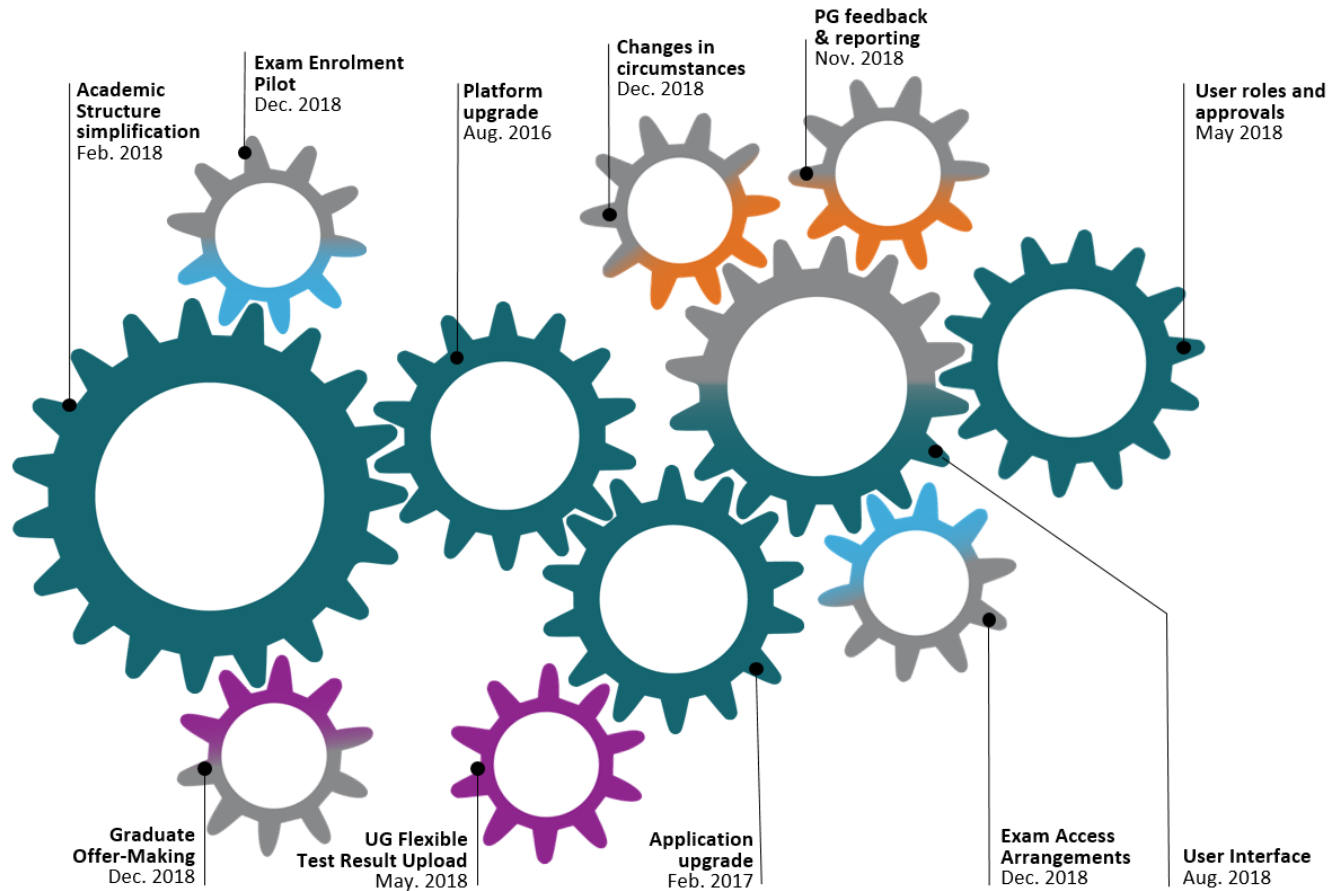 Academic
Structure
simplification
Feb. 2018
Exam Enrolment
Pilot
Dec. 2018
Platform
upgrade
Aug. 2016
Changes in
circumstances
Dec. 2018
PG feedback
& reporting
Nov. 2018
User roles and
approvals
May 2018
Graduate
Offer-Making
Dec. 2018
UG Flexible
Test Result Upload
May. 2018
Application
upgrade
Feb. 2017
Exam Access
Arrangements
Dec. 2018
User Interface
Aug. 2018